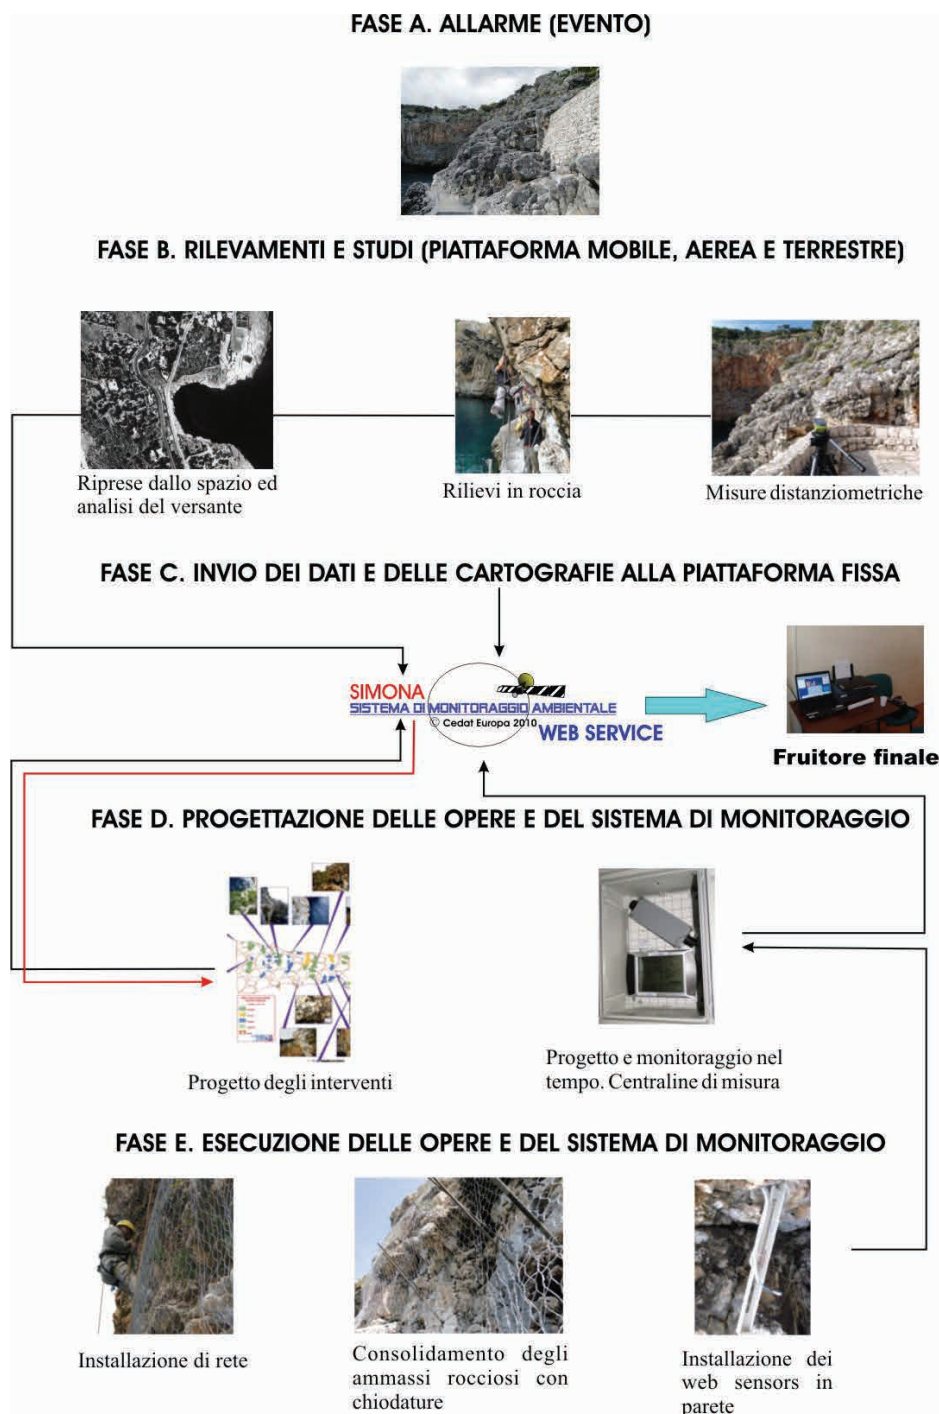 FASE A. ALLARME (EVENTO)
FASE B. RILEVAMENTI E STUDI (PIATTAFORMA MOBILE, AEREA E TERRESTRE)
Riprese dallo spazio ed
analisi del versante
Rilievi in roccia
Misure distanziometriche
FASE C. INVIO DEI DATI E DELLE CARTOGRAFIE ALLA PIATTAFORMA FISSA
SIMONA
SISTEMA DI MONITORAGGIO AMBIENTALE
© Cedat Europa 2010
WEB SERVICE
Fruitore finale
FASE D. PROGETTAZIONE DELLE OPERE E DEL SISTEMA DI MONITORAGGIO
Progetto degli interventi
Progetto e monitoraggio nel
tempo. Centraline di misura
FASE E. ESECUZIONE DELLE OPERE E DEL SISTEMA DI MONITORAGGIO
Installazione di rete
Consolidamento degli
ammassi rocciosi con
chiodature
Installazione dei
web sensors in
parete